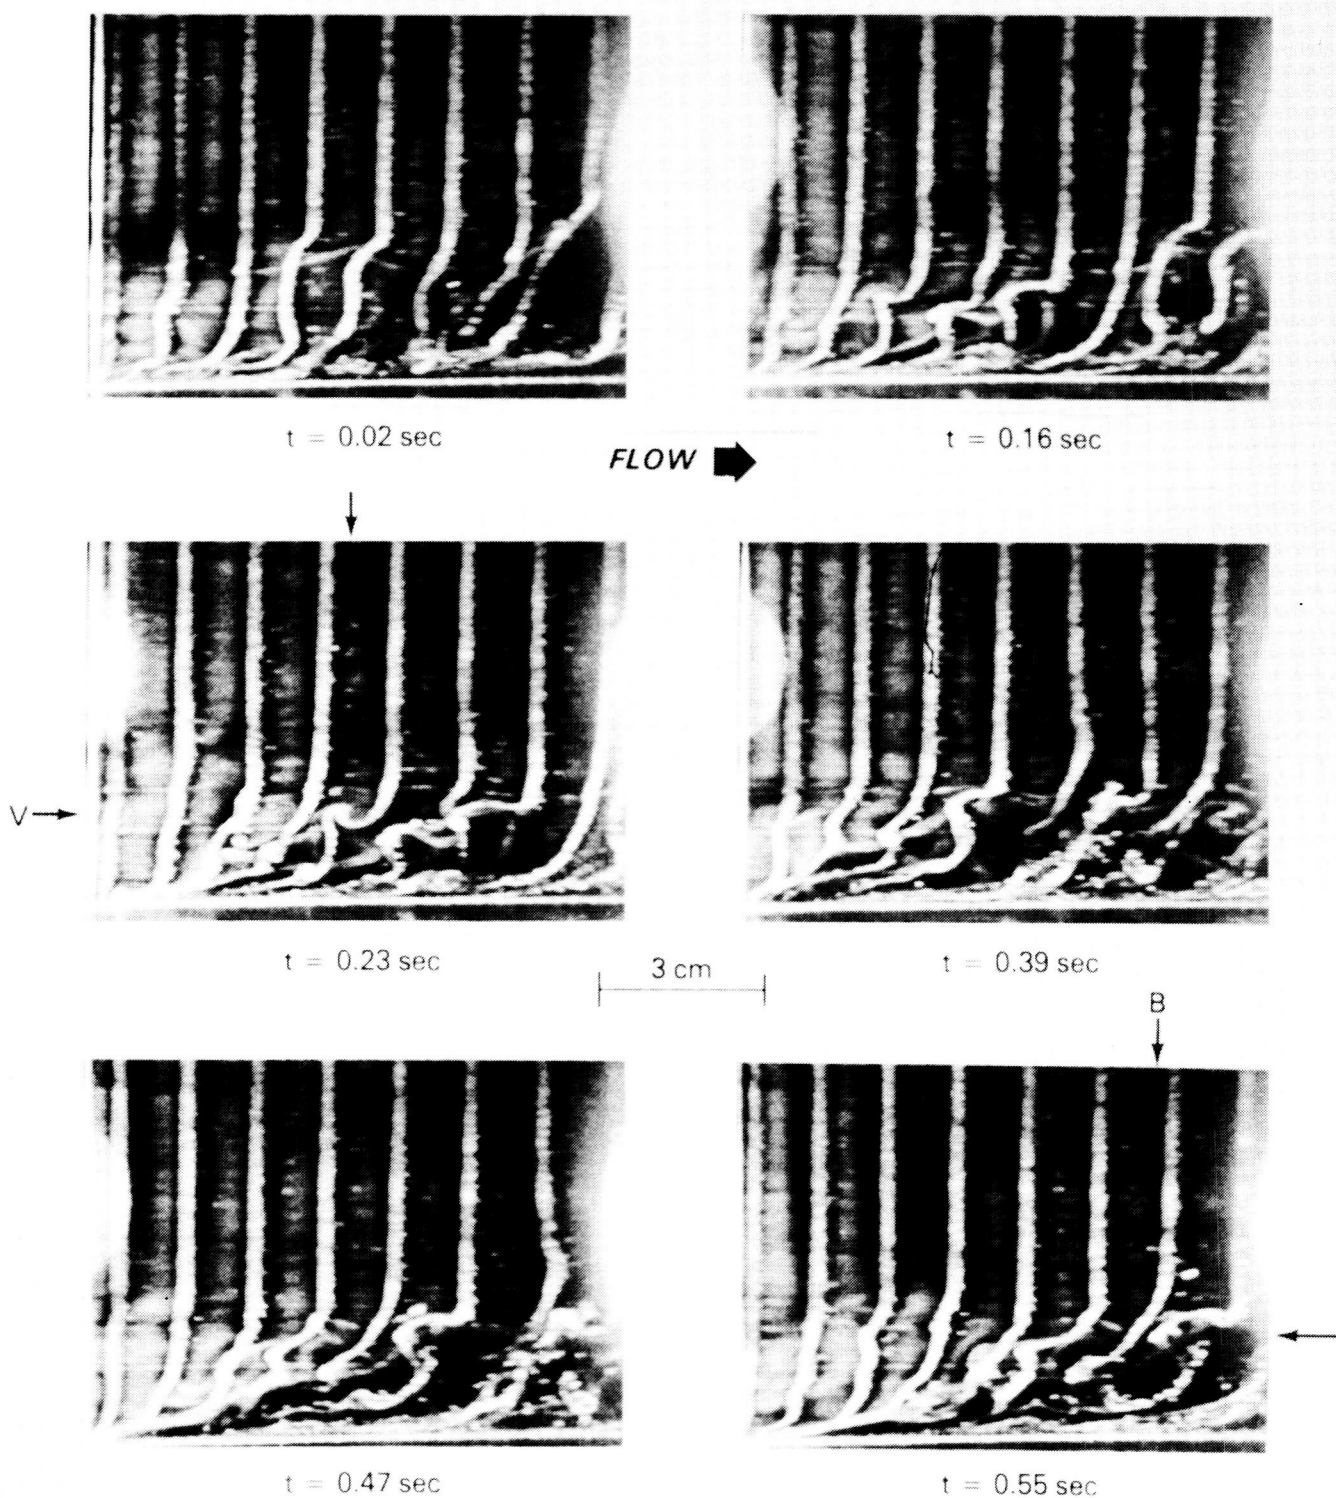 t = 0.02 sec
t = 0.16 sec
FLOW
V
t = 0.23 sec
t = 0.39 sec
3 cm
B
t = 0.47 sec
t = 0.55 sec